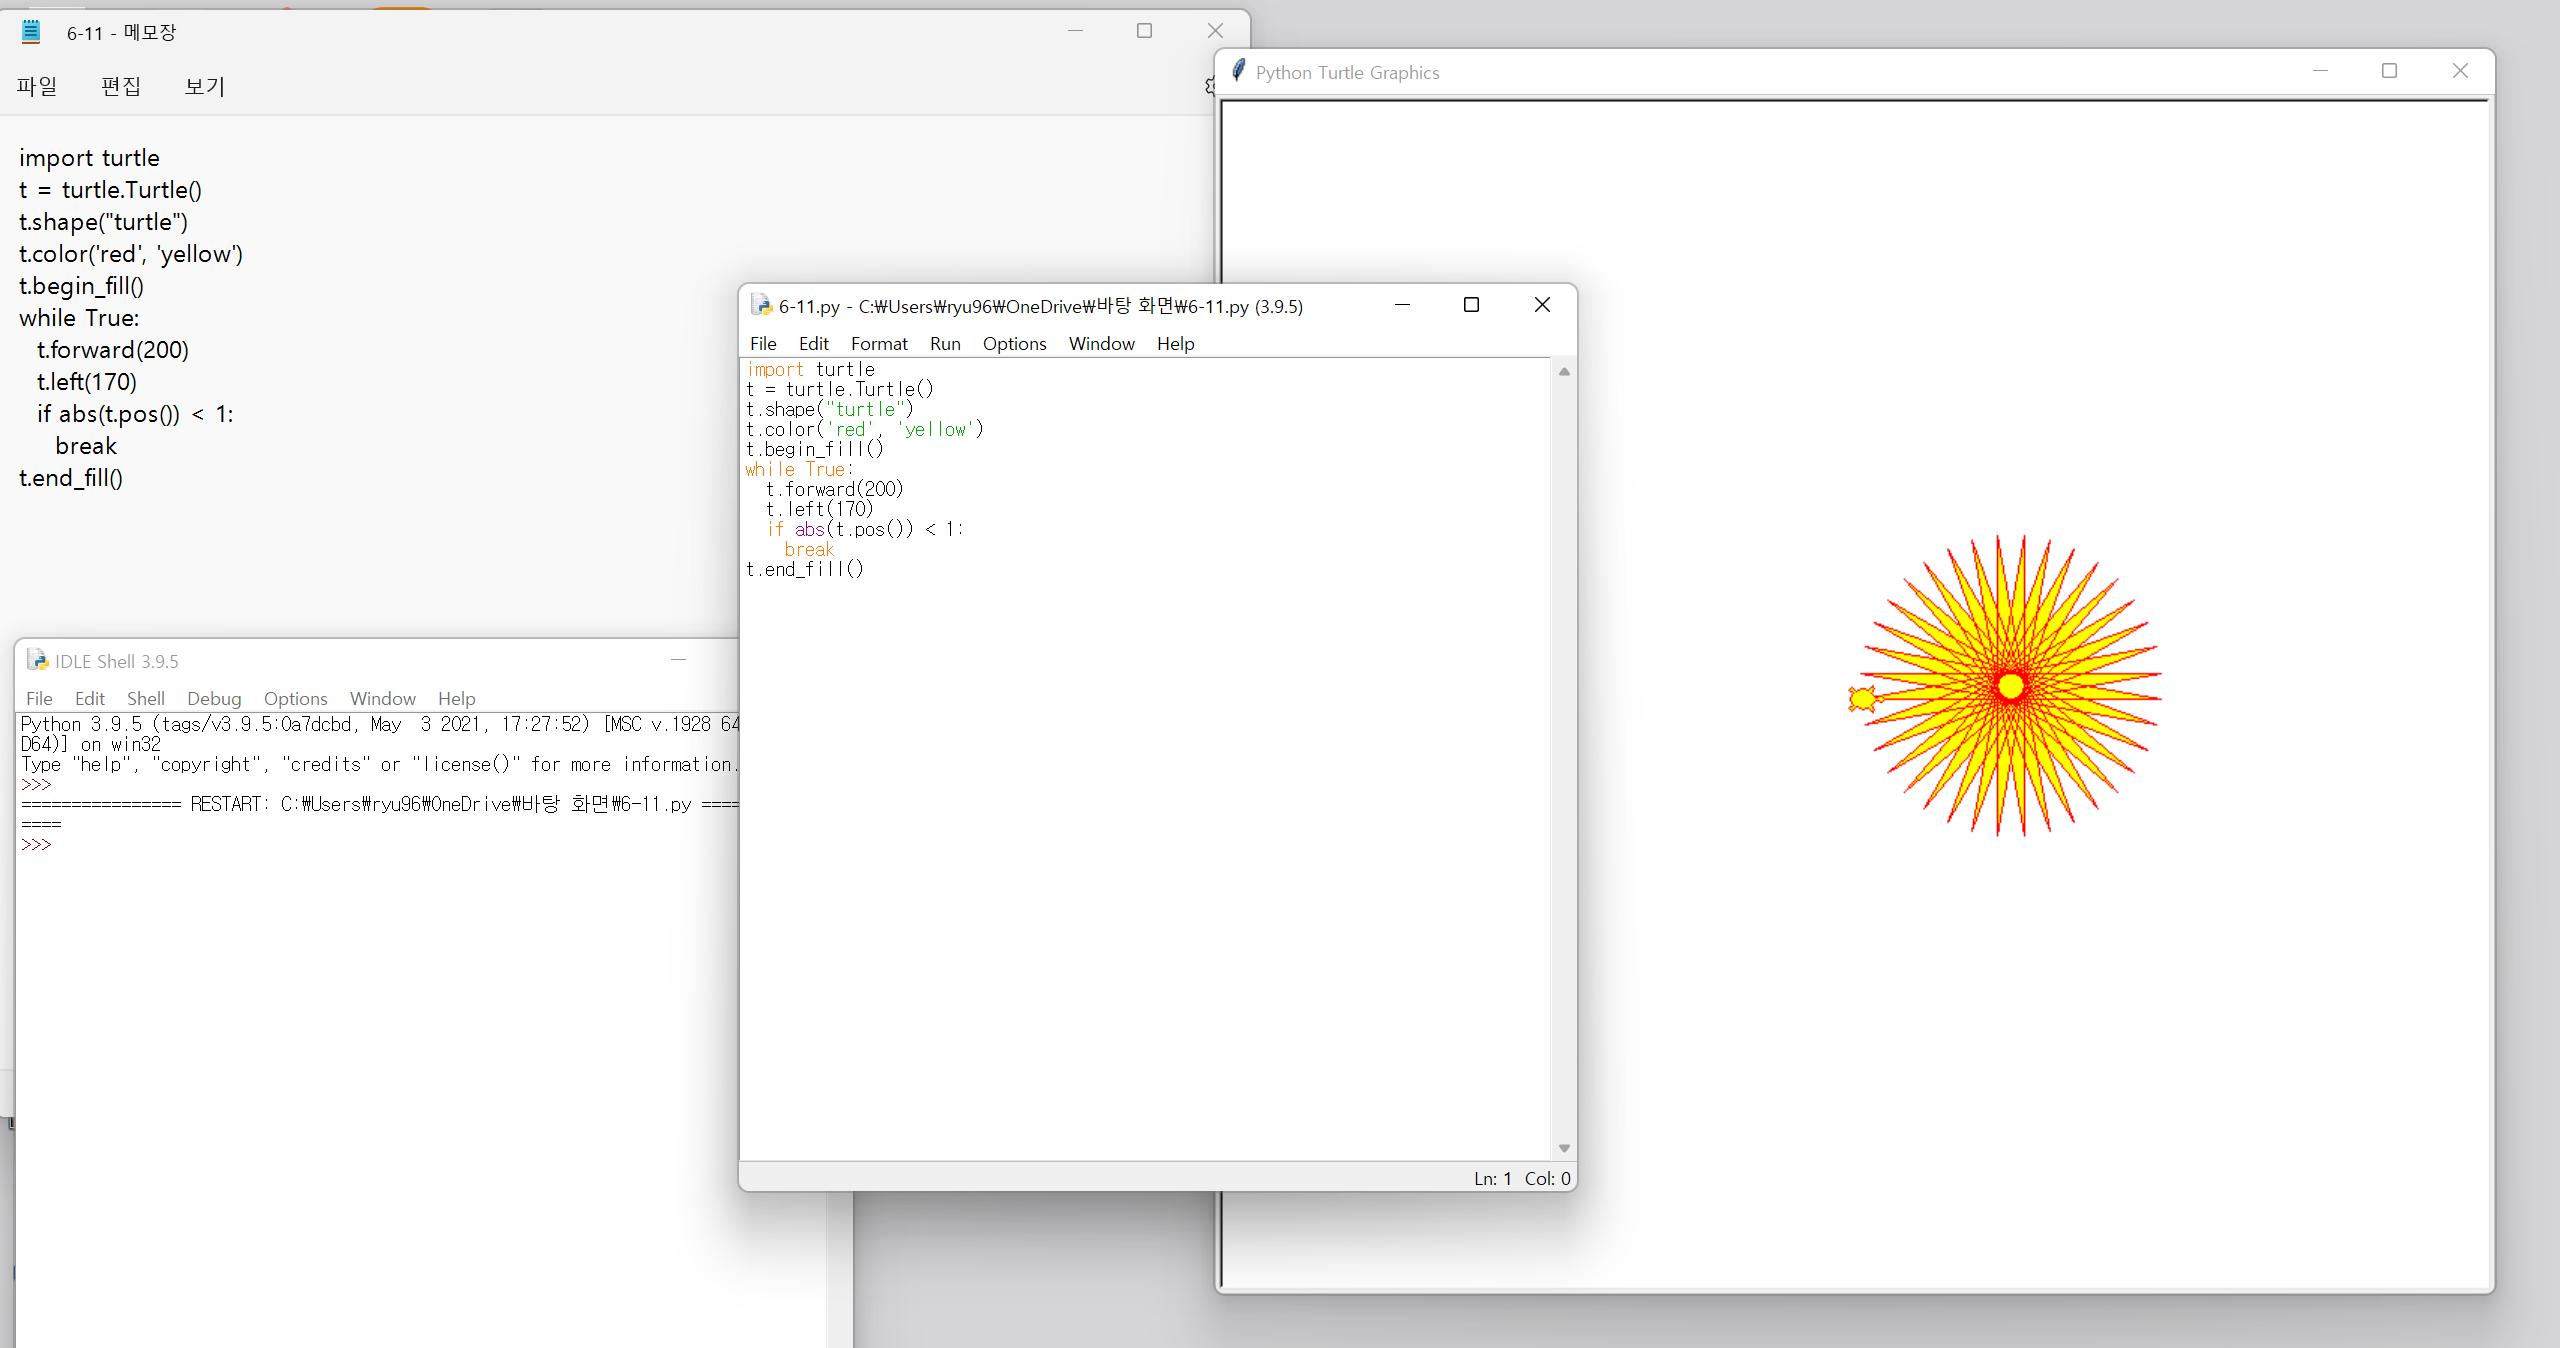 6-11 - 메모장
파일 편집 보기
import turtle
t = turtle.Turtle()
t.shape("turtle")
t.color('red', 'yellow')
t.begin_fill()
while True:
   t.forward(200)
   t.left(170)
   if abs(t.pos()) < 1:
      break
t.end_fill()
Python Turtle Graphics
6-11.py - C:₩Users₩ryu96₩OneDrive₩바탕 화면₩6-11.py (3.9.5)
File Edit Format Run Options Window Help
import turtle
t = turtle.Turtle()
t.shape("turtle")
t.color('red', 'yellow')
t.begin_fill()
while True:
  t.forward(200)
  t.left(170)
  if abs(t.pos()) < 1:
    break
t.end_fill()
Ln: 1 Col: 0
IDLE Shell 3.9.5
File Edit Shell Debug Options Window Help
Python 3.9.5 (tags/v3.9.5:0a7dcbd, May  3 2021, 17:27:52) [MSC v.1928 64
D64)] on win32
Type "help", "copyright", "credits" or "license()" for more information.
>>>
================ RESTART: C:₩Users₩ryu96₩OneDrive₩바탕 화면₩6-11.py ====
====
>>>